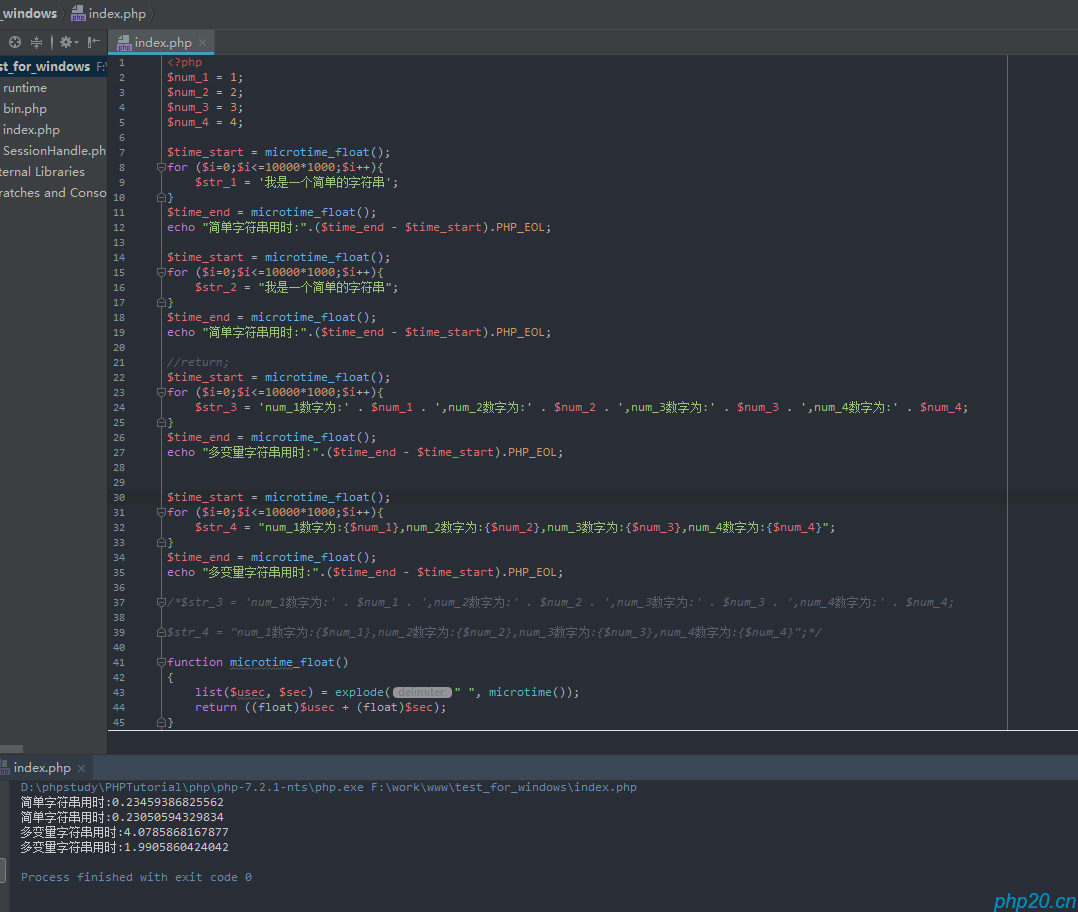 _windows index.php
index.php
st_for_windows F:\
runtime
bin.php
index.php
SessionHandle.ph
ternal Libraries
ratches and Conso
1 <?php
2 $num_1 = 1;
3 $num_2 = 2;
4 $num_3 = 3;
5 $num_4 = 4;
6
7 $time_start = microtime_float();
8 for ($i=0;$i<=10000*1000;$i++){
9 $str_1 = '我是一个简单的字符串';
10 }
11 $time_end = microtime_float();
12 echo "简单字符串用时:".($time_end - $time_start).PHP_EOL;
13
14 $time_start = microtime_float();
15 for ($i=0;$i<=10000*1000;$i++){
16 $str_2 = "我是一个简单的字符串";
17 }
18 $time_end = microtime_float();
19 echo "简单字符串用时:".($time_end - $time_start).PHP_EOL;
20
21 //return;
22 $time_start = microtime_float();
23 for ($i=0;$i<=10000*1000;$i++){
24 $str_3 = 'num_1数字为:' . $num_1 . ',num_2数字为:' . $num_2 . ',num_3数字为:' . $num_3 . ',num_4数字为:' . $num_4;
25 }
26 $time_end = microtime_float();
27 echo "多变量字符串用时:".($time_end - $time_start).PHP_EOL;
28
29
30 $time_start = microtime_float();
31 for ($i=0;$i<=10000*1000;$i++){
32 $str_4 = "num_1数字为:{$num_1},num_2数字为:{$num_2},num_3数字为:{$num_3},num_4数字为:{$num_4}";
33 }
34 $time_end = microtime_float();
35 echo "多变量字符串用时:".($time_end - $time_start).PHP_EOL;
36
37 /*$str_3 = 'num_1数字为:' . $num_1 . ',num_2数字为:' . $num_2 . ',num_3数字为:' . $num_3 . ',num_4数字为:' . $num_4;
38
39 $str_4 = "num_1数字为:{$num_1},num_2数字为:{$num_2},num_3数字为:{$num_3},num_4数字为:{$num_4}";*/
40
41 function microtime_float()
42 {
43 list($usec, $sec) = explode( delimiter: " ", microtime());
44 return ((float)$usec + (float)$sec);
45 }
index.php
D:\phpstudy\PHPTutorial\php\php-7.2.1-nts\php.exe F:\work\www\test_for_windows\index.php
简单字符串用时:0.23459386825562
简单字符串用时:0.23050594329834
多变量字符串用时:4.0785868167877
多变量字符串用时:1.9905860424042
Process finished with exit code 0
php20.cn